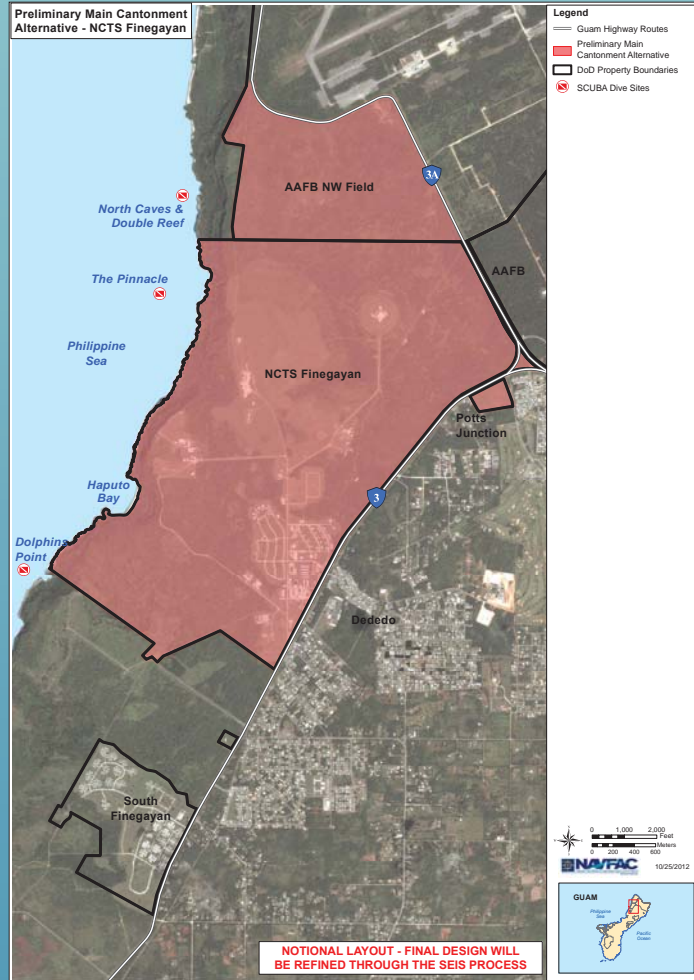 Preliminary Main Cantonment
Alternative - NCTS Finegayan
Legend
Guam Highway Routes
Preliminary Main
Cantonment Alternative
DoD Property Boundaries
SCUBA Dive Sites
3A
AAFB NW Field
North Caves &
Double Reef
AAFB
The Pinnacle
Philippine
Sea
NCTS Finegayan
Potts
Junction
Haputo
Bay
3
Dolphins
Point
Dededo
South
Finegayan
0 1,000 2,000
Feet
Meters
0 200 400 600
NAVFAC
10/25/2012
GUAM
Philippine
Sea
Pacific
Ocean
NOTIONAL LAYOUT - FINAL DESIGN WILL
BE REFINED THROUGH THE SEIS PROCESS